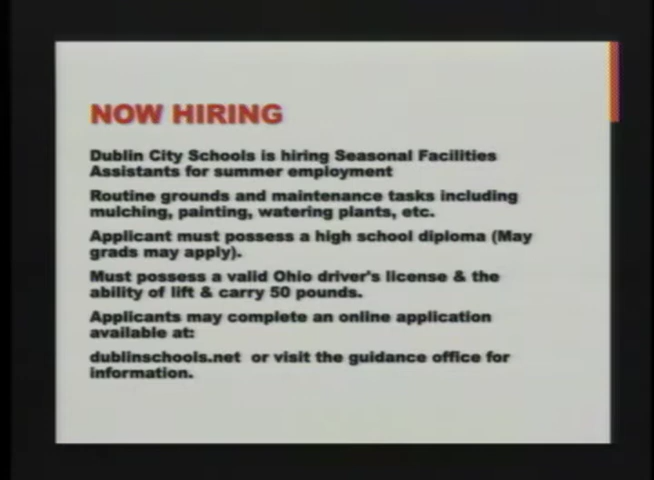 NOW HIRING
Dublin City Schools is hiring Seasonal Facilities
Assistants for summer employment
Routine grounds and maintenance tasks including
mulching, painting, watering plants, etc.
Applicant must possess a high school diploma (May
grads may apply).
Must possess a valid Ohio driver's license & the
ability of lift & carry 50 pounds.
Applicants may complete an online application
available at:
dublinschools.net  or visit the guidance office for
information.